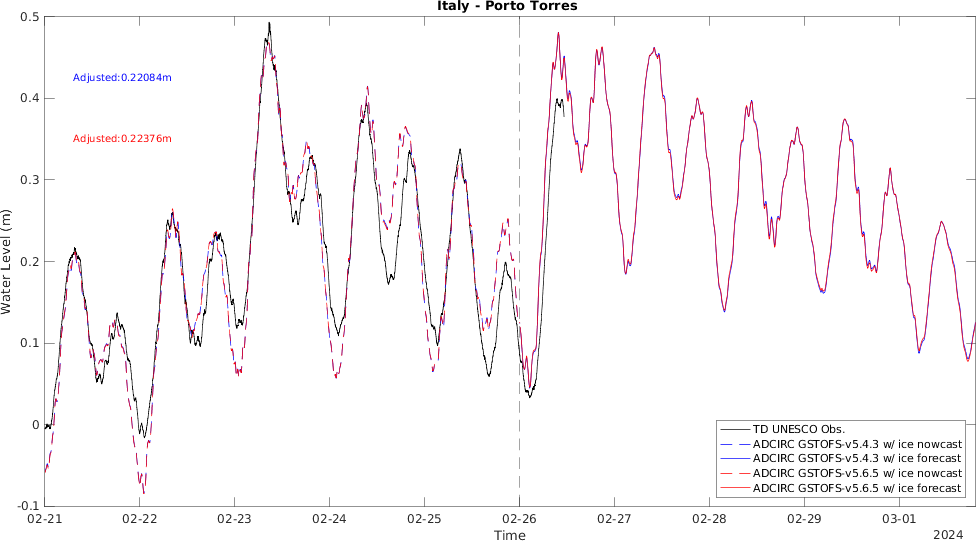 Italy - Porto Torres
Water Level (m)
0.5
0.4
0.3
0.2
0.1
0
-0.1
Adjusted:0.22084m
Adjusted:0.22376m
TD UNESCO Obs.
ADCIRC GSTOFS-v5.4.3 w/ ice nowcast
ADCIRC GSTOFS-v5.4.3 w/ ice forecast
ADCIRC GSTOFS-v5.6.5 w/ ice nowcast
ADCIRC GSTOFS-v5.6.5 w/ ice forecast
02-21 02-22 02-23 02-24 02-25 02-26 02-27 02-28 02-29 03-01
Time
2024